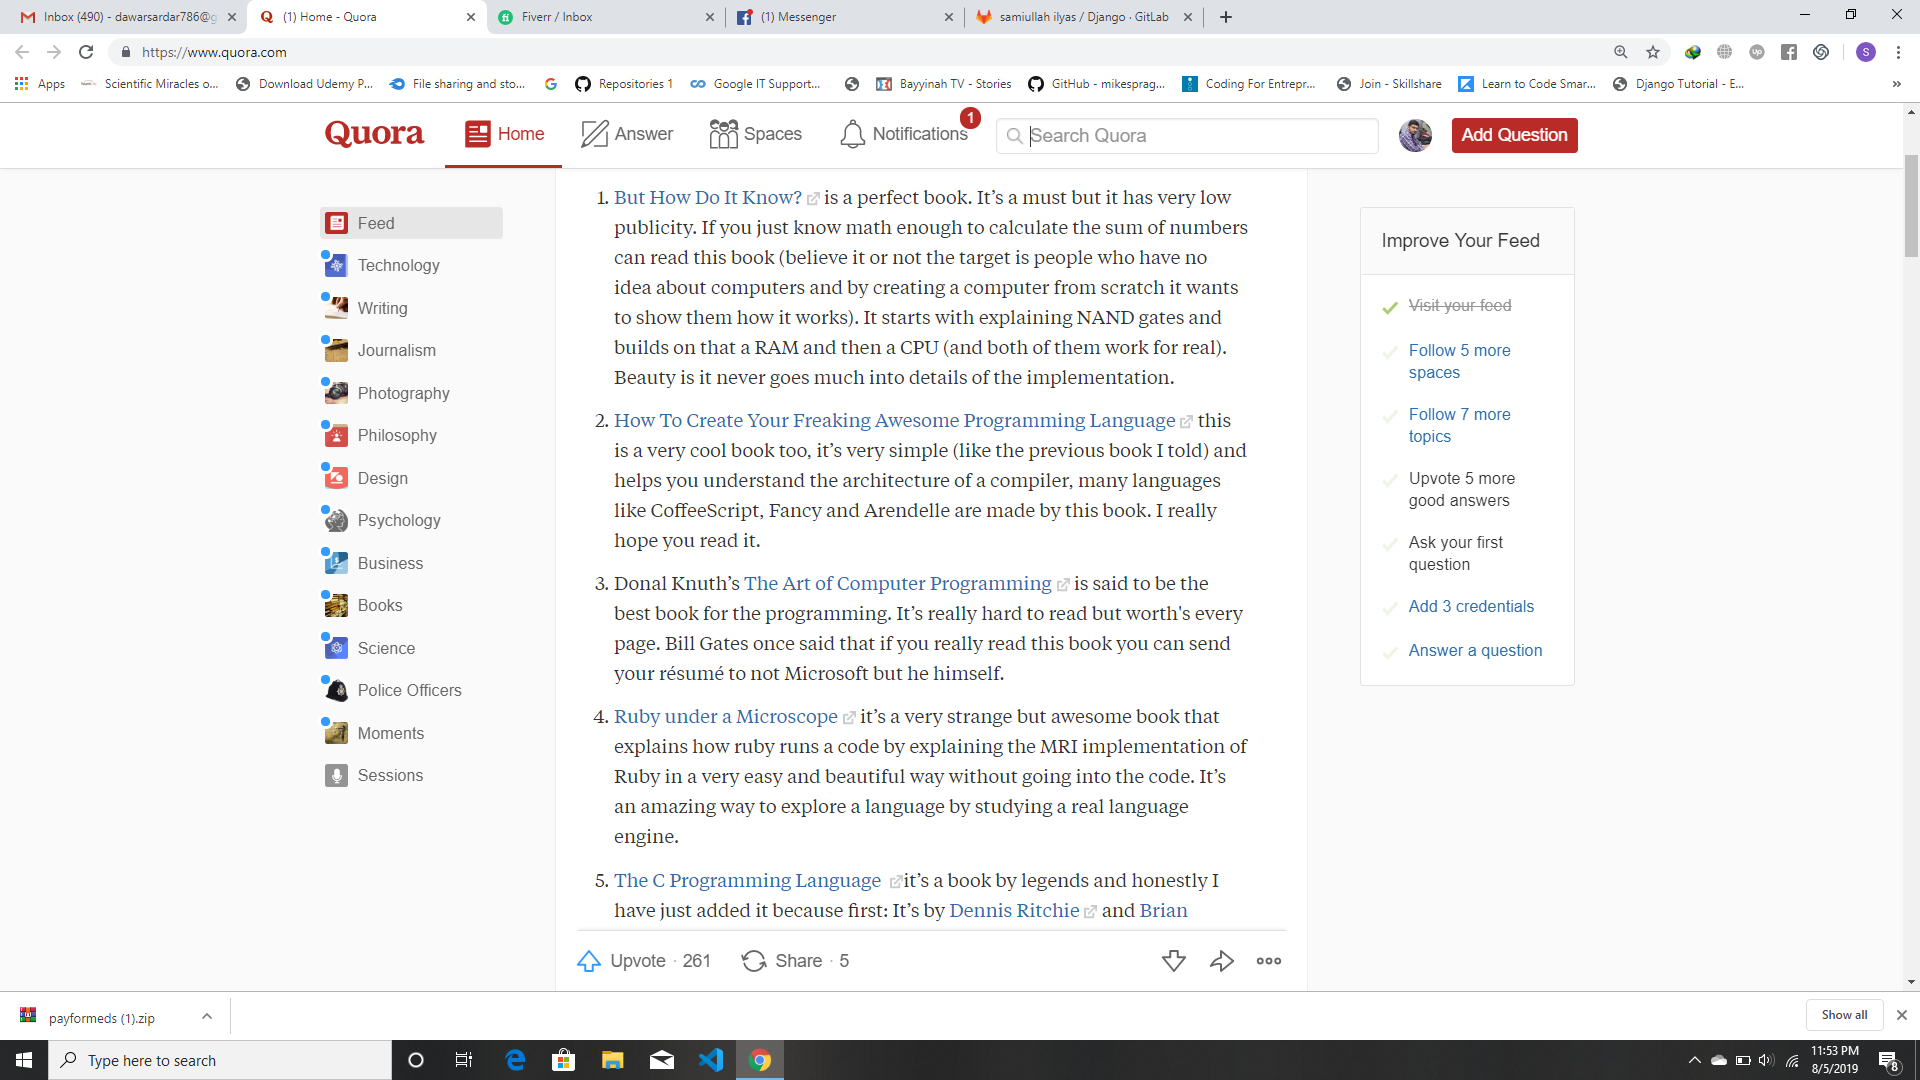 Inbox (490) - dawarsardar786@g
(1) Home - Quora
Fiverr / Inbox
(1) Messenger
samiullah ilyas / Django · GitLab
https://www.quora.com
S
Apps
Scientific Miracles o...
Download Udemy P...
File sharing and sto...
Repositories 1
Google IT Support...
Bayyinah TV - Stories
GitHub - mikesprag...
Coding For Entrepr...
Join - Skillshare
Learn to Code Smar...
Django Tutorial - E...
»
Quora
Home
Answer
Spaces
Notifications
1
Search Quora
Add Question
Feed
Technology
Writing
Journalism
Photography
Philosophy
Design
Psychology
Business
Books
Science
Police Officers
Moments
Sessions
1. But How Do It Know? is a perfect book. It’s a must but it has very low
publicity. If you just know math enough to calculate the sum of numbers
can read this book (believe it or not the target is people who have no
idea about computers and by creating a computer from scratch it wants
to show them how it works). It starts with explaining NAND gates and
builds on that a RAM and then a CPU (and both of them work for real).
Beauty is it never goes much into details of the implementation.
2. How To Create Your Freaking Awesome Programming Language this
is a very cool book too, it’s very simple (like the previous book I told) and
helps you understand the architecture of a compiler, many languages
like CoffeeScript, Fancy and Arendelle are made by this book. I really
hope you read it.
3. Donal Knuth’s The Art of Computer Programming is said to be the
best book for the programming. It’s really hard to read but worth's every
page. Bill Gates once said that if you really read this book you can send
your résumé to not Microsoft but he himself.
4. Ruby under a Microscope it’s a very strange but awesome book that
explains how ruby runs a code by explaining the MRI implementation of
Ruby in a very easy and beautiful way without going into the code. It’s
an amazing way to explore a language by studying a real language
engine.
5. The C Programming Language it’s a book by legends and honestly I
have just added it because first: It’s by Dennis Ritchie and Brian
Upvote · 261
Share · 5
Improve Your Feed
Visit your feed
Follow 5 more
spaces
Follow 7 more
topics
Upvote 5 more
good answers
Ask your first
question
Add 3 credentials
Answer a question
payformeds (1).zip
Show all
Type here to search
11:53 PM
8/5/2019
8